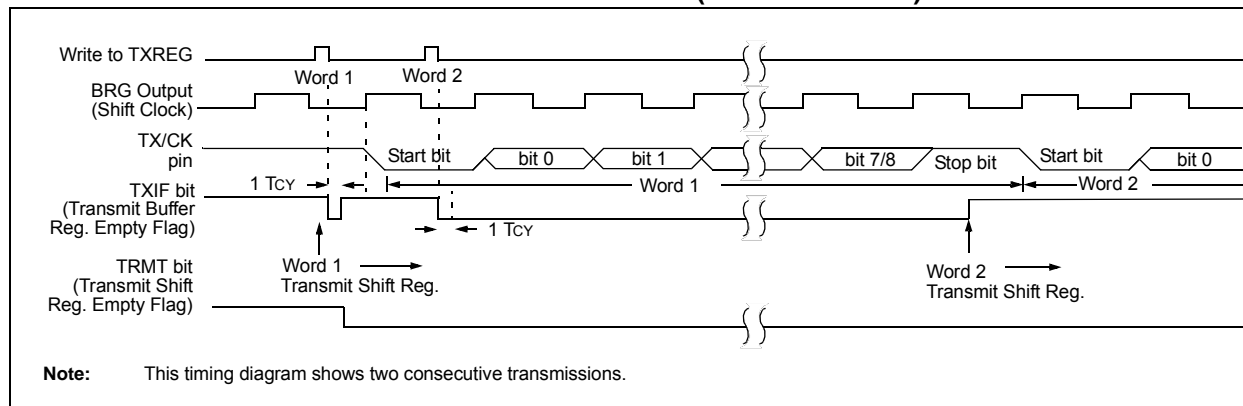 Write to TXREG
Word 1
Word 2
BRG Output
(Shift Clock)
TX/CK
pin
Start bit
bit 0
bit 1
bit 7/8
Stop bit
Start bit
bit 0
1 TCY
Word 1
Word 2
TXIF bit
(Transmit Buffer
Reg. Empty Flag)
1 TCY
Word 1
Transmit Shift Reg.
Word 2
Transmit Shift Reg.
TRMT bit
(Transmit Shift
Reg. Empty Flag)
Note: This timing diagram shows two consecutive transmissions.